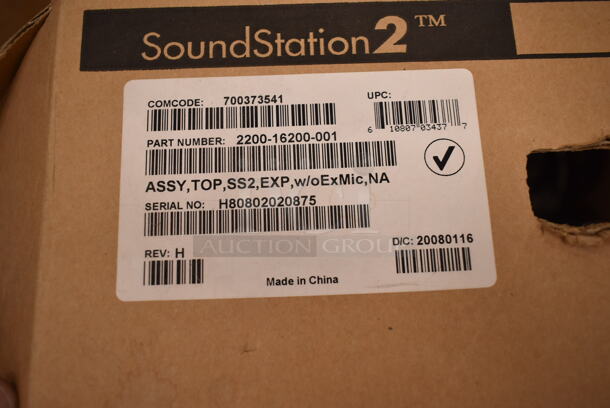 SoundStation2™
COMCODE: 700373541
UPC:
6 10807 03437 7
PART NUMBER: 2200-16200-001
ASSY,TOP,SS2,EXP,w/oExMic,NA
SERIAL NO: H80802020875
AUCTION GROUP
REV: H
D/C: 20080116
Made in China